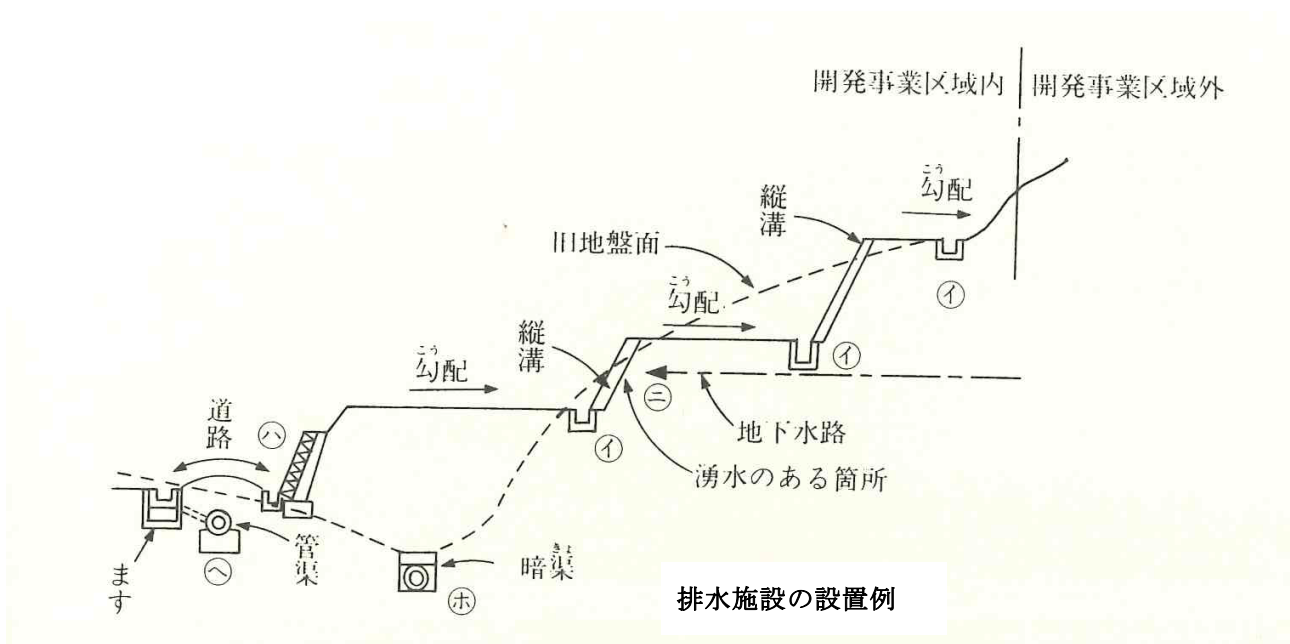 開発事業区域内
開発事業区域外
こう
勾配
縦溝
旧地盤面
㋑
こう
勾配
縦溝
㋑
こう
勾配
㋥
地下水路
道路
㋩
㋑
湧水のある箇所
管渠
きょ
暗渠
ます
㋬
㋭
排水施設の設置例